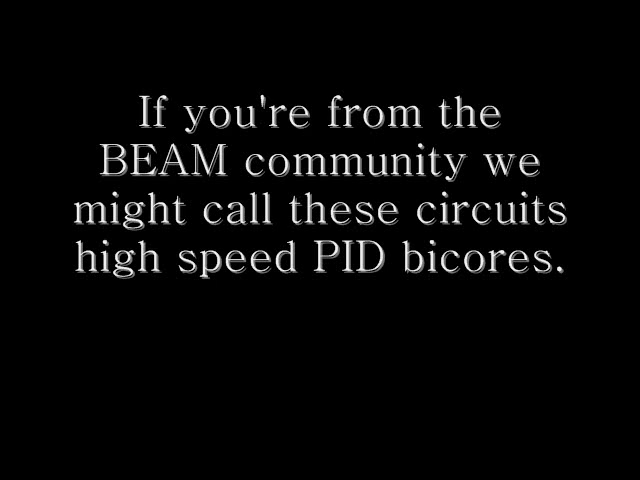 If you're from the
BEAM community we
might call these circuits
high speed PID bicores.